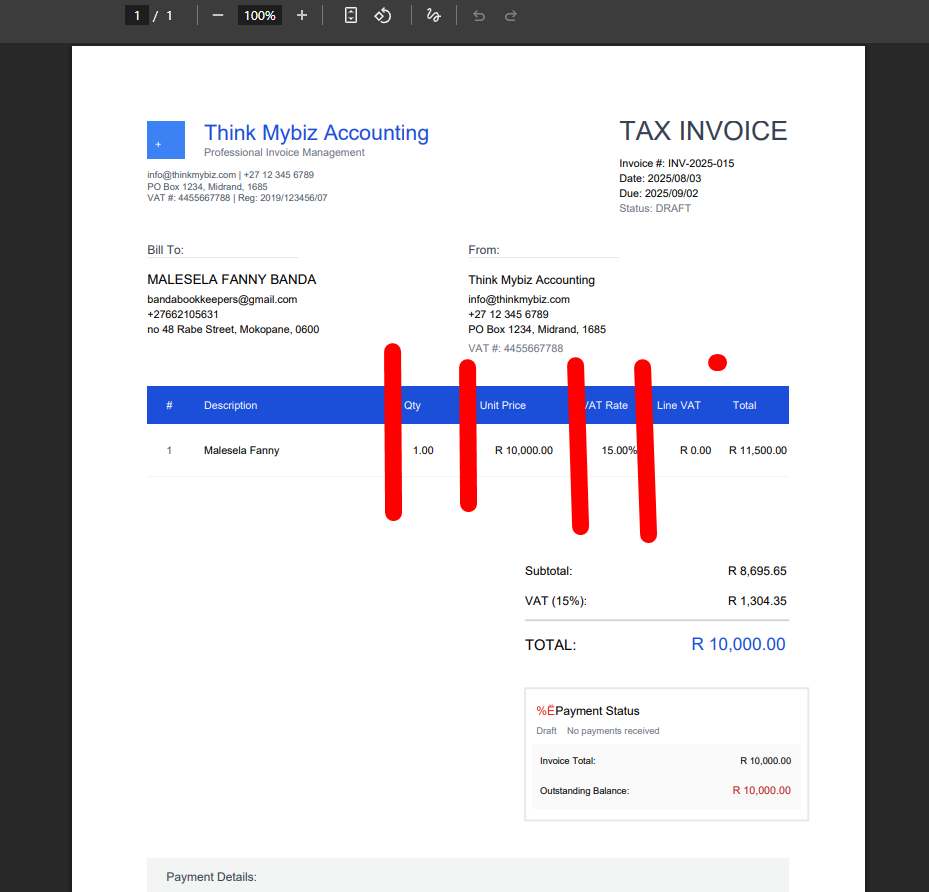 1 / 1
100%
Think Mybiz Accounting
Professional Invoice Management
info@thinkmybiz.com | +27 12 345 6789
PO Box 1234, Midrand, 1685
VAT #: 4455667788 | Reg: 2019/123456/07
TAX INVOICE
Invoice #: INV-2025-015
Date: 2025/08/03
Due: 2025/09/02
Status: DRAFT
Bill To:
MALESELA FANNY BANDA
bandabookkeepers@gmail.com
+27662105631
no 48 Rabe Street, Mokopane, 0600
From:
Think Mybiz Accounting
info@thinkmybiz.com
+27 12 345 6789
PO Box 1234, Midrand, 1685
VAT #: 4455667788
# Description Qty Unit Price VAT Rate Line VAT Total
1 Malesela Fanny 1.00 R 10,000.00 15.00% R 0.00 R 11,500.00
Subtotal: R 8,695.65
VAT (15%): R 1,304.35
TOTAL: R 10,000.00
%ËPayment Status
Draft No payments received
Invoice Total: R 10,000.00
Outstanding Balance: R 10,000.00
Payment Details: